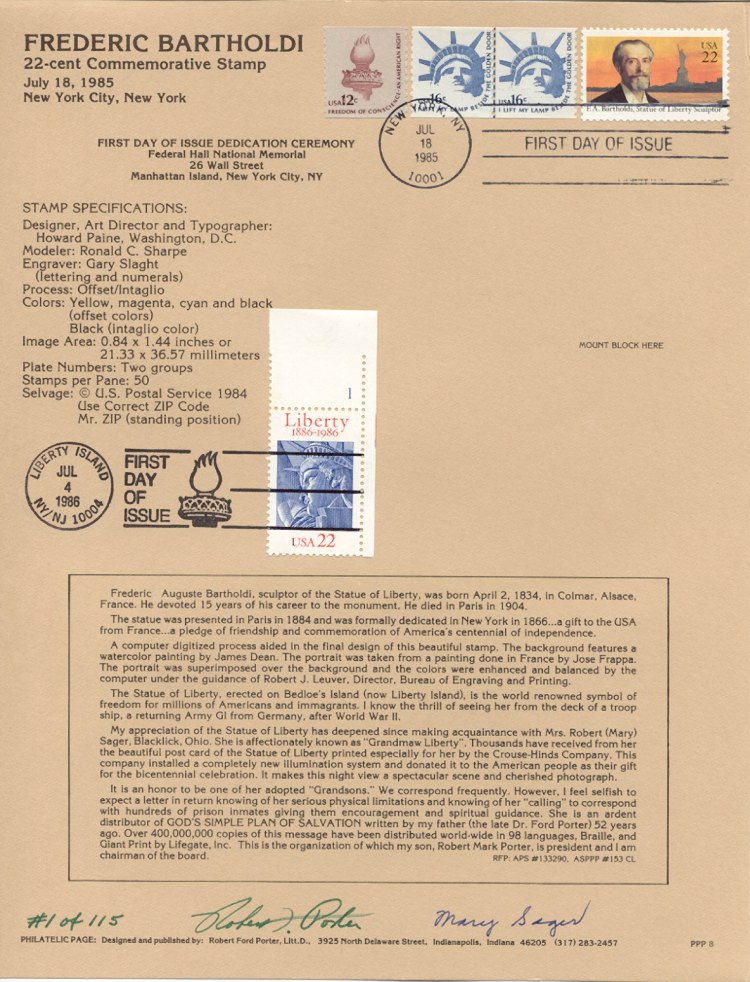 FREDERIC BARTHOLDI
22-cent Commemorative Stamp
July 18, 1985
New York City, New York
USA 12c
FREEDOM OF CONSCIENCE-AN AMERICAN RIGHT
USA 16c
I LIFT MY LAMP BESIDE THE GOLDEN DOOR
USA 16c
I LIFT MY LAMP BESIDE THE GOLDEN DOOR
USA
22
F. A. Bartholdi, Statue of Liberty Sculptor
NEW YORK, NY
JUL
18
1985
10001
FIRST DAY OF ISSUE
FIRST DAY OF ISSUE DEDICATION CEREMONY
Federal Hall National Memorial
26 Wall Street
Manhattan Island, New York City, NY
STAMP SPECIFICATIONS:
Designer, Art Director and Typographer:
Howard Paine, Washington, D.C.
Modeler: Ronald C. Sharpe
Engraver: Gary Slaght
(lettering and numerals)
Process: Offset/Intaglio
Colors: Yellow, magenta, cyan and black
(offset colors)
Black (intaglio color)
Image Area: 0.84 x 1.44 inches or
21.33 x 36.57 millimeters
Plate Numbers: Two groups
Stamps per Pane: 50
Selvage: © U.S. Postal Service 1984
Use Correct ZIP Code
Mr. ZIP (standing position)
MOUNT BLOCK HERE
1
Liberty
1886-1986
USA 22
LIBERTY ISLAND
JUL
4
1986
NY/NJ 10004
FIRST
DAY
OF
ISSUE
Frederic Auguste Bartholdi, sculptor of the Statue of Liberty, was born April 2, 1834, in Colmar, Alsace,
France. He devoted 15 years of his career to the monument. He died in Paris in 1904.
The statue was presented in Paris in 1884 and was formally dedicated in New York in 1866...a gift to the USA
from France...a pledge of friendship and commemoration of America's centennial of independence.
A computer digitized process aided in the final design of this beautiful stamp. The background features a
watercolor painting by James Dean. The portrait was taken from a painting done in France by Jose Frappa.
The portrait was superimposed over the background and the colors were enhanced and balanced by the
computer under the guidance of Robert J. Leuver, Director, Bureau of Engraving and Printing.
The Statue of Liberty, erected on Bedloe's Island (now Liberty Island), is the world renowned symbol of
freedom for millions of Americans and immagrants. I know the thrill of seeing her from the deck of a troop
ship, a returning Army GI from Germany, after World War II.
My appreciation of the Statue of Liberty has deepened since making acquaintance with Mrs. Robert (Mary)
Sager, Blacklick, Ohio. She is affectionately known as "Grandmaw Liberty". Thousands have received from her
the beautiful post card of the Statue of Liberty printed especially for her by the Crouse-Hinds Company. This
company installed a completely new illumination system and donated it to the American people as their gift
for the bicentennial celebration. It makes this night view a spectacular scene and cherished photograph.
It is an honor to be one of her adopted "Grandsons." We correspond frequently. However, I feel selfish to
expect a letter in return knowing of her serious physical limitations and knowing of her "calling" to correspond
with hundreds of prison inmates giving them encouragement and spiritual guidance. She is an ardent
distributor of GOD'S SIMPLE PLAN OF SALVATION written by my father (the late Dr. Ford Porter) 52 years
ago. Over 400,000,000 copies of this message have been distributed world-wide in 98 languages, Braille, and
Giant Print by Lifegate, Inc. This is the organization of which my son, Robert Mark Porter, is president and I am
chairman of the board.
RFP: APS #133290, ASPPP #153 CL
#1 of 115
Robert F. Porter
Mary Sager
PHILATELIC PAGE: Designed and published by: Robert Ford Porter, Litt.D., 3925 North Delaware Street, Indianapolis, Indiana 46205 (317) 283-2457
PPP 8